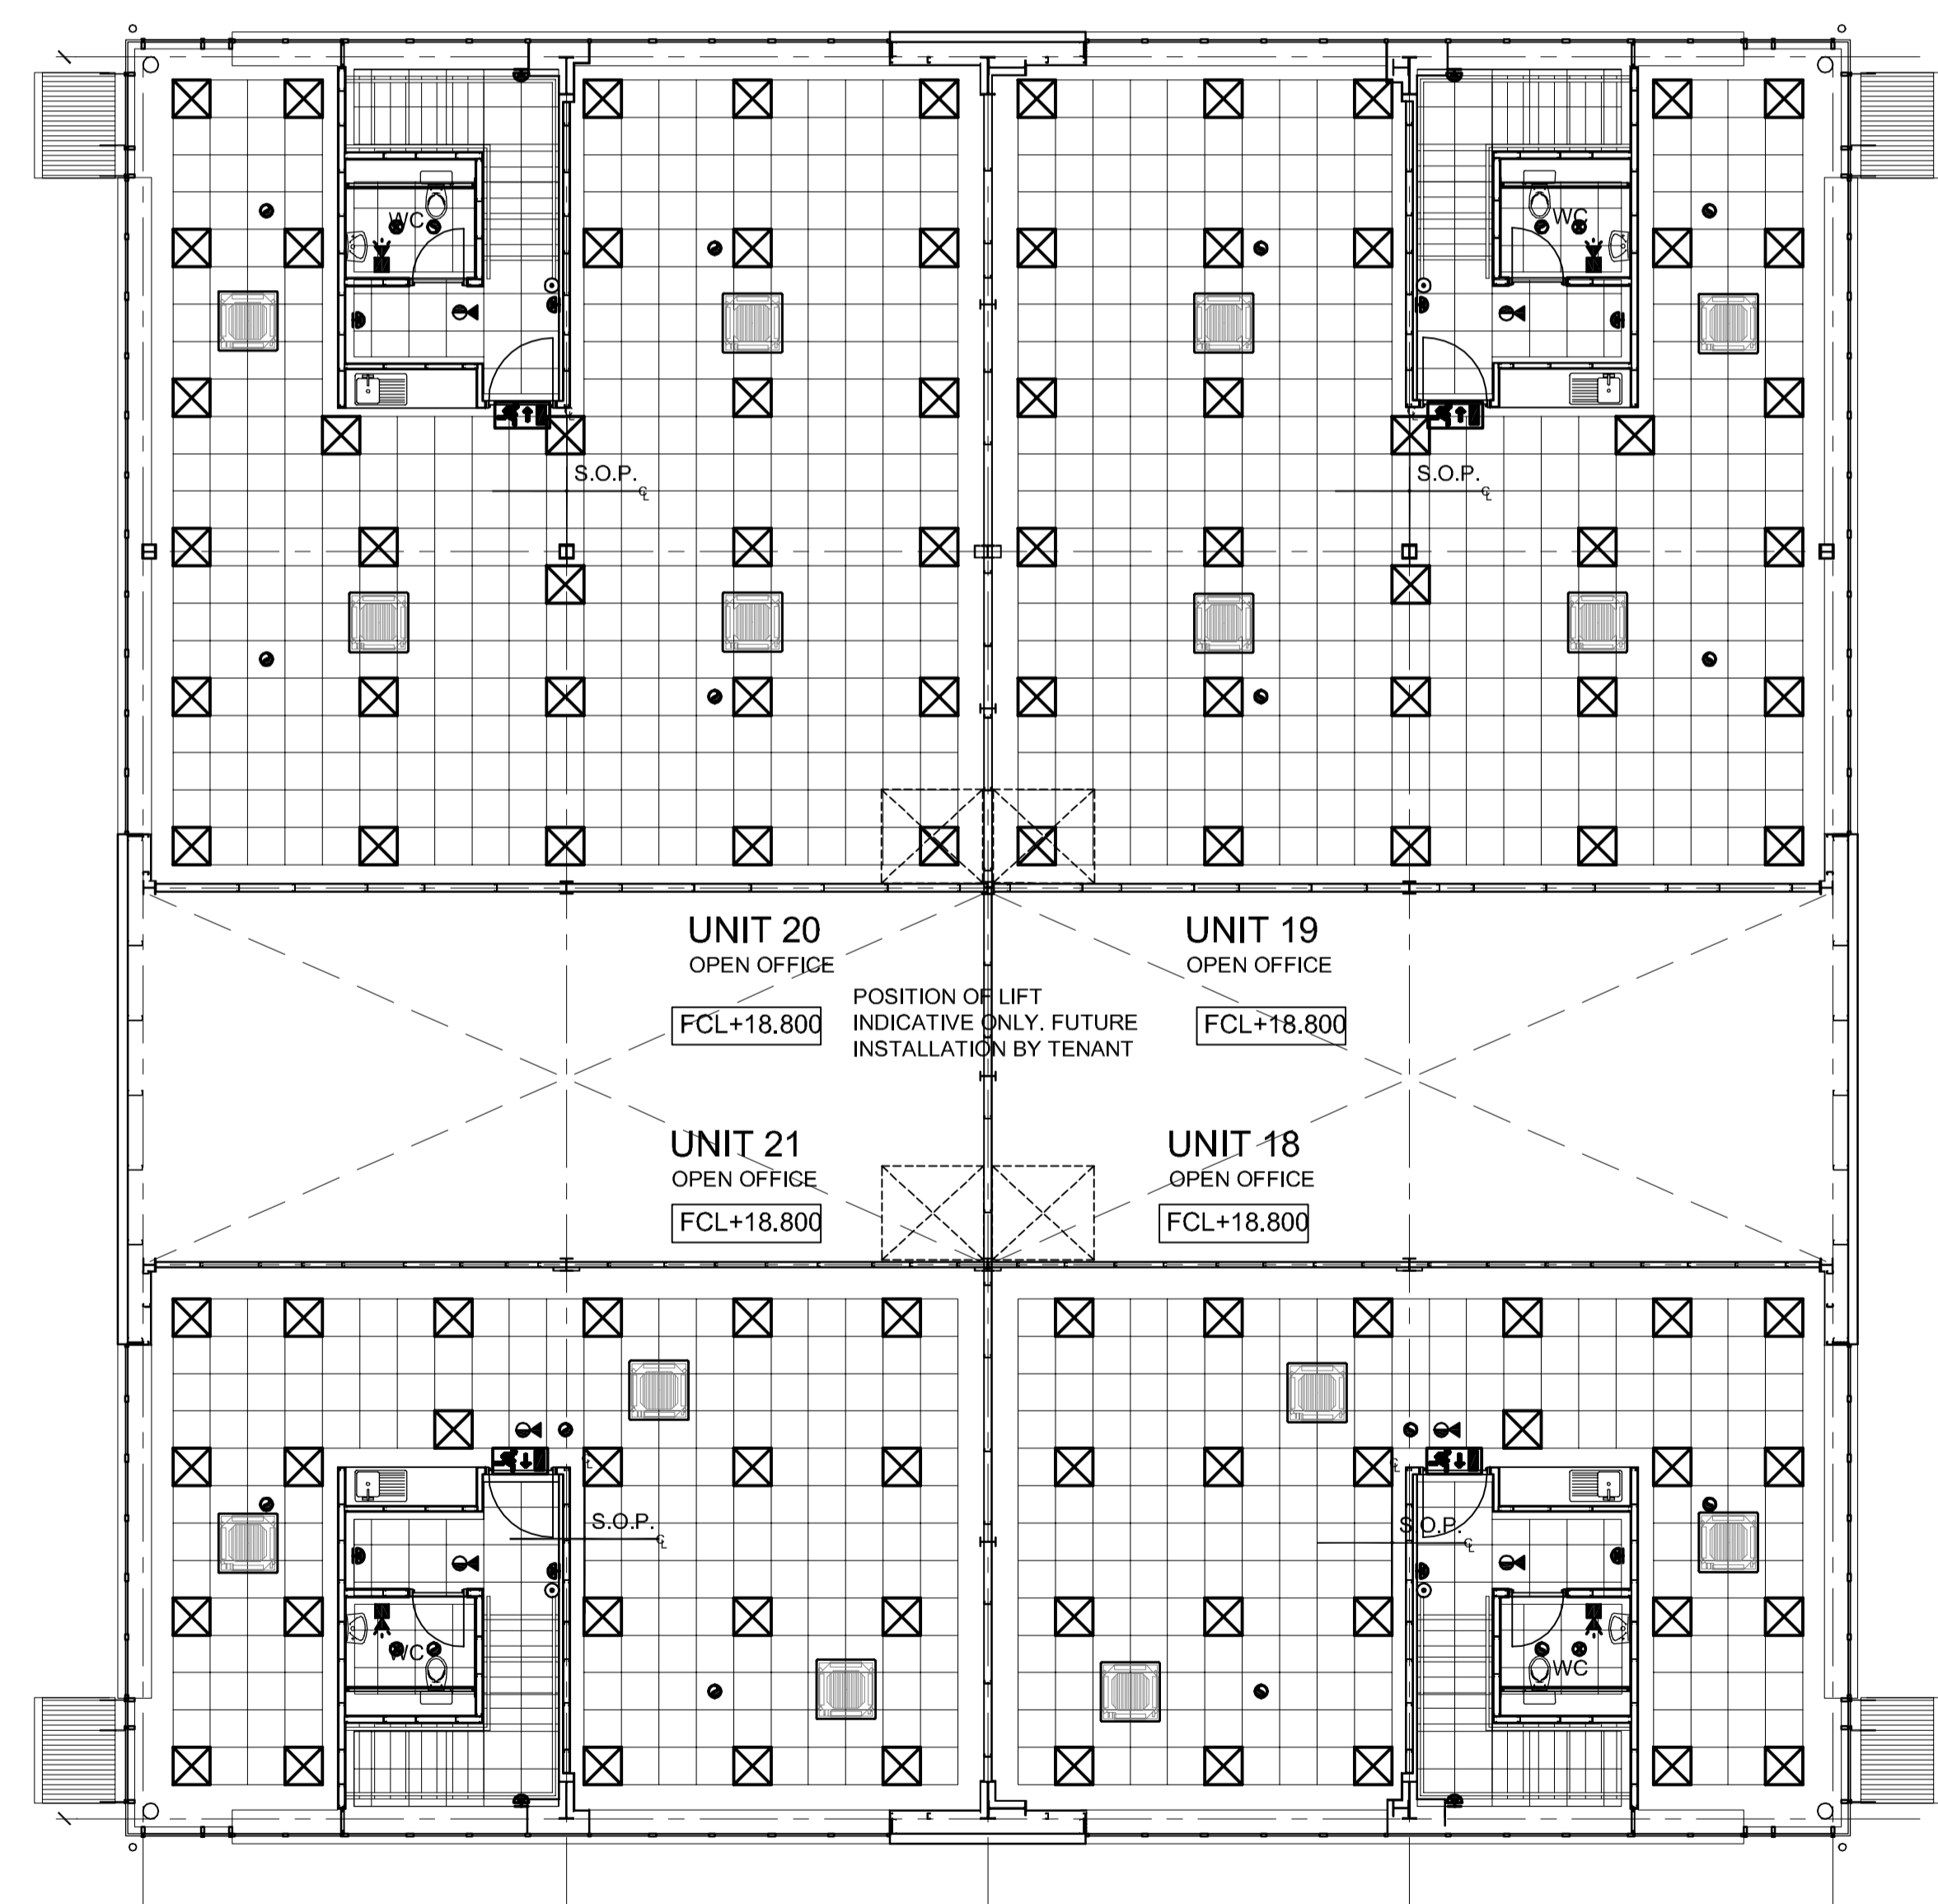 WC
WC
S.O.P.
S.O.P.
UNIT 20
OPEN OFFICE
FCL+18.800
POSITION OF LIFT
INDICATIVE ONLY. FUTURE
INSTALLATION BY TENANT
UNIT 19
OPEN OFFICE
FCL+18.800
UNIT 21
OPEN OFFICE
FCL+18.800
UNIT 18
OPEN OFFICE
FCL+18.800
S.O.P.
S.O.P.
WC
WC